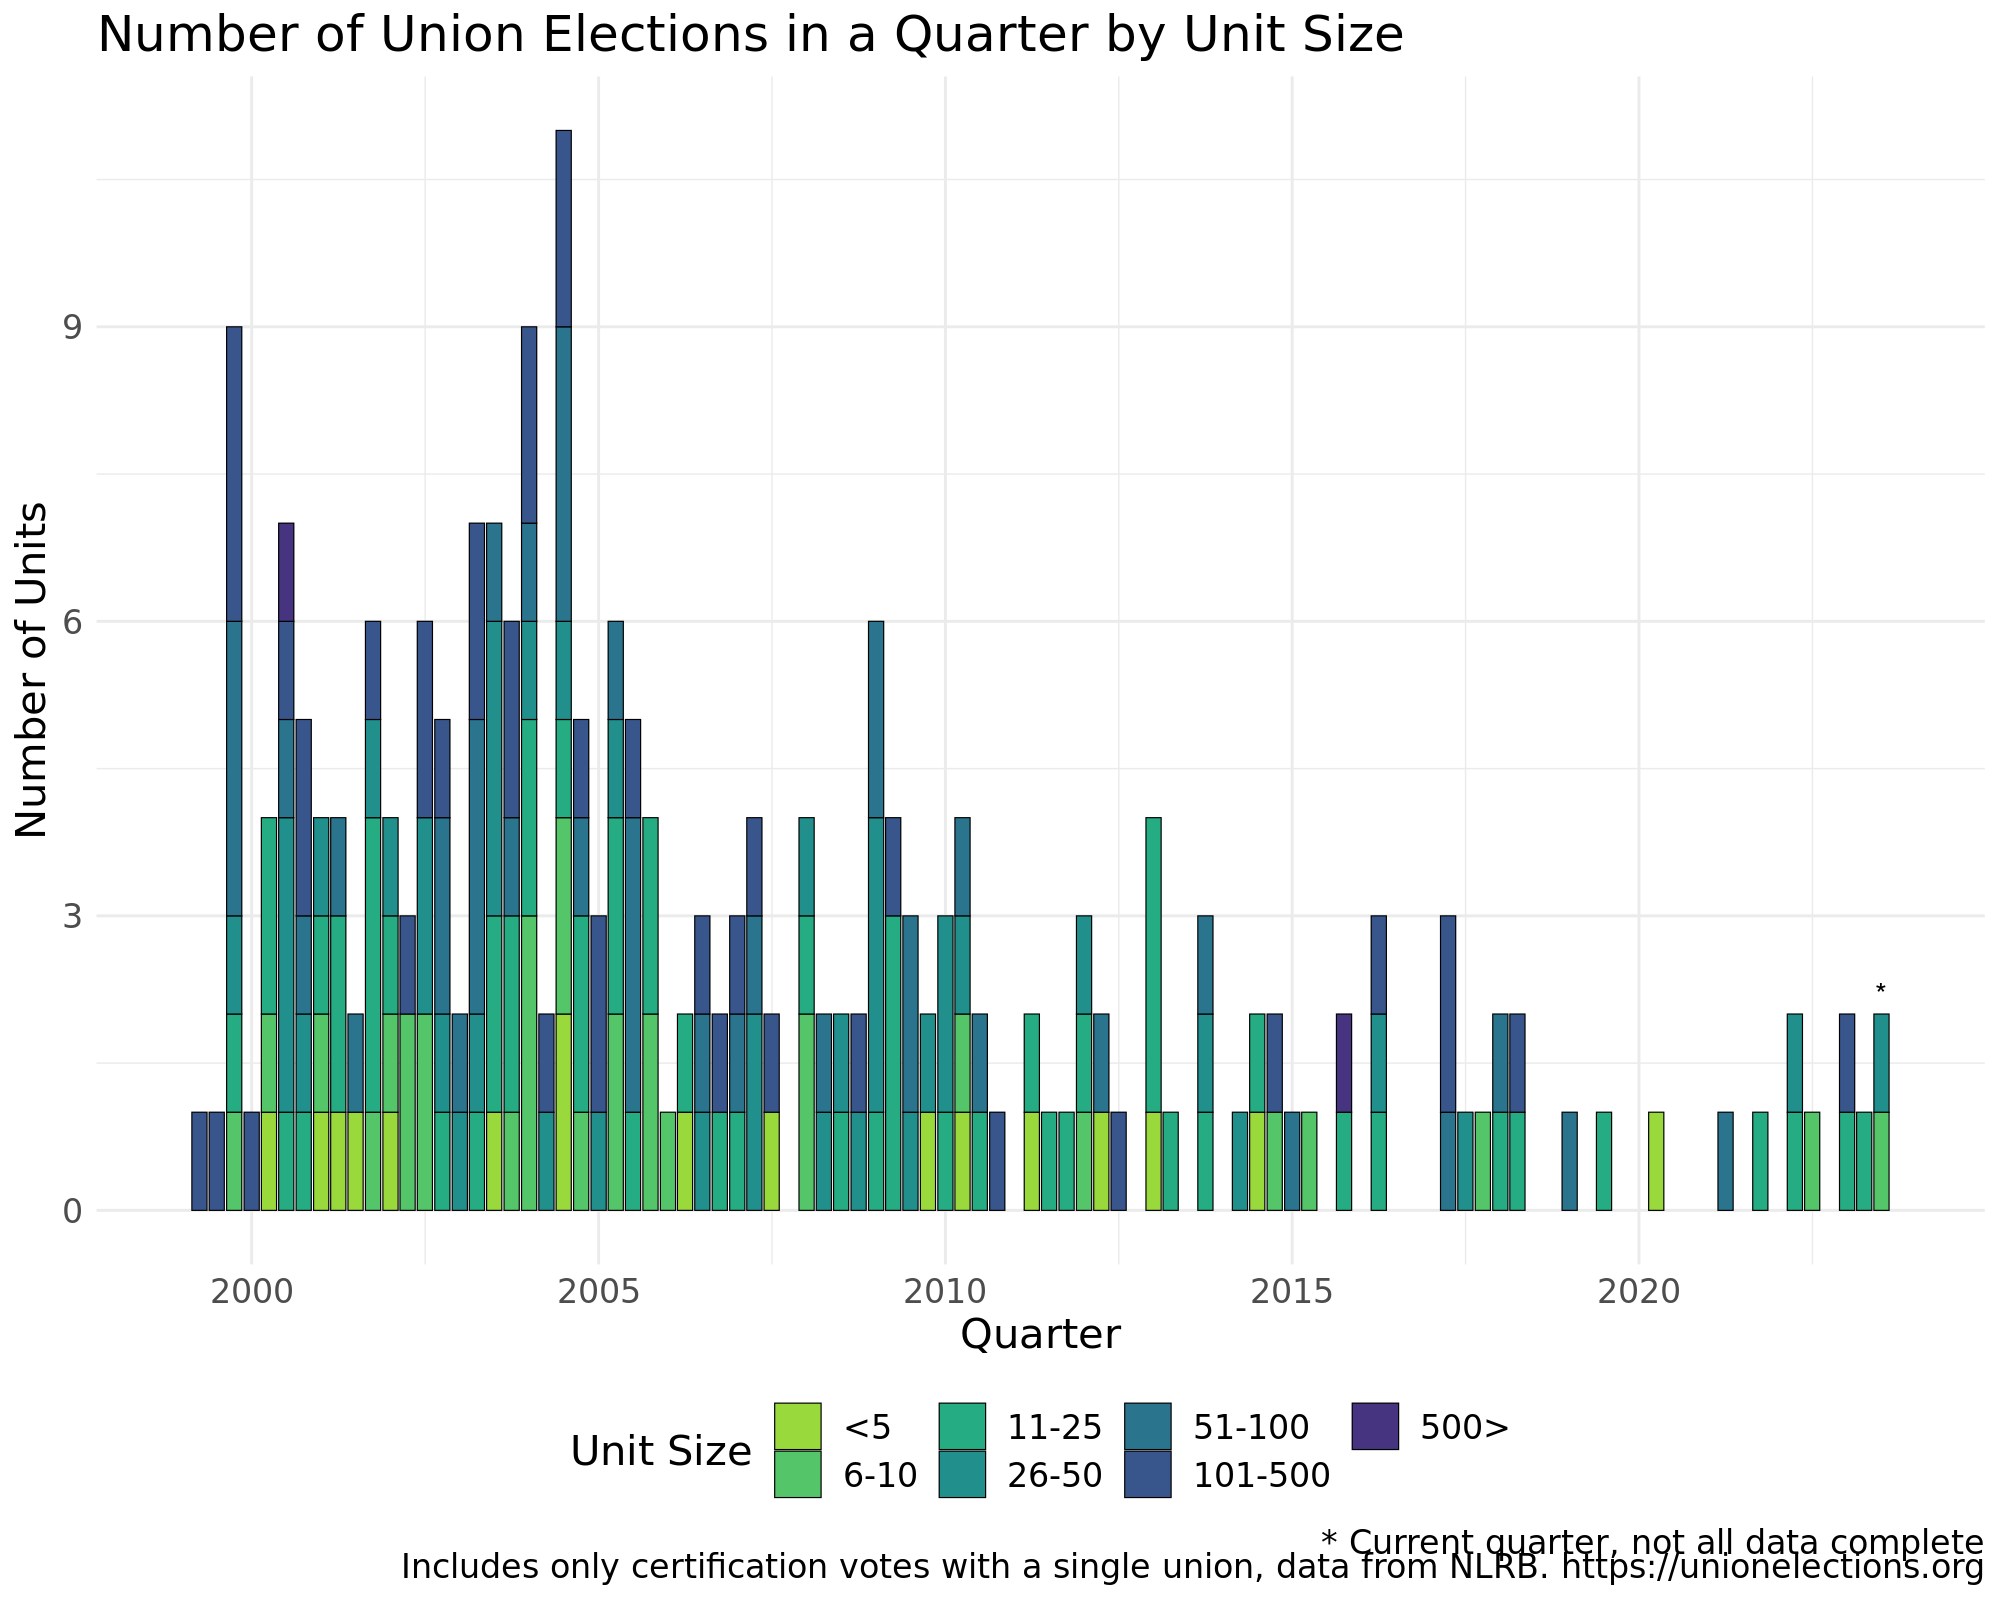 Number of Union Elections in a Quarter by Unit Size
Number of Units
9
6
3
0
*
2000 2005 2010 2015 2020
Quarter
Unit Size
<5 11-25 51-100 500>
6-10 26-50 101-500
* Current quarter, not all data complete
Includes only certification votes with a single union, data from NLRB. https://unionelections.org